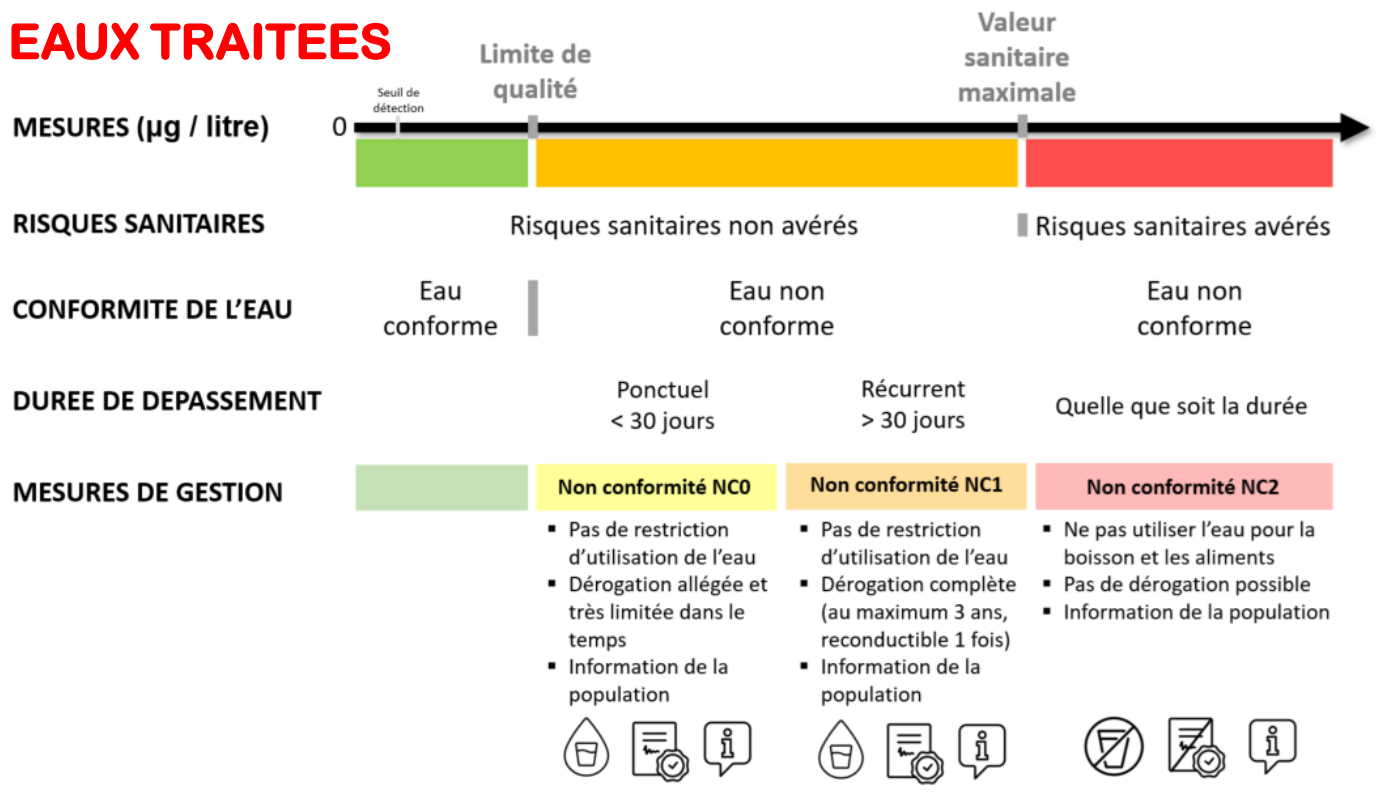 EAUX TRAITEES
Limite de
qualité
Valeur
sanitaire
maximale
Seuil de
détection
MESURES (µg / litre)
0
RISQUES SANITAIRES
Risques sanitaires non avérés
Risques sanitaires avérés
CONFORMITE DE L’EAU
Eau
conforme
Eau non
conforme
Eau non
conforme
DUREE DE DEPASSEMENT
Ponctuel
< 30 jours
Récurrent
> 30 jours
Quelle que soit la durée
MESURES DE GESTION
Non conformité NC0
▪ Pas de restriction
d’utilisation de l’eau
▪ Dérogation allégée et
très limitée dans le
temps
▪ Information de la
population
Non conformité NC1
▪ Pas de restriction
d’utilisation de l’eau
▪ Dérogation complète
(au maximum 3 ans,
reconductible 1 fois)
▪ Information de la
population
Non conformité NC2
▪ Ne pas utiliser l’eau pour la
boisson et les aliments
▪ Pas de dérogation possible
▪ Information de la population